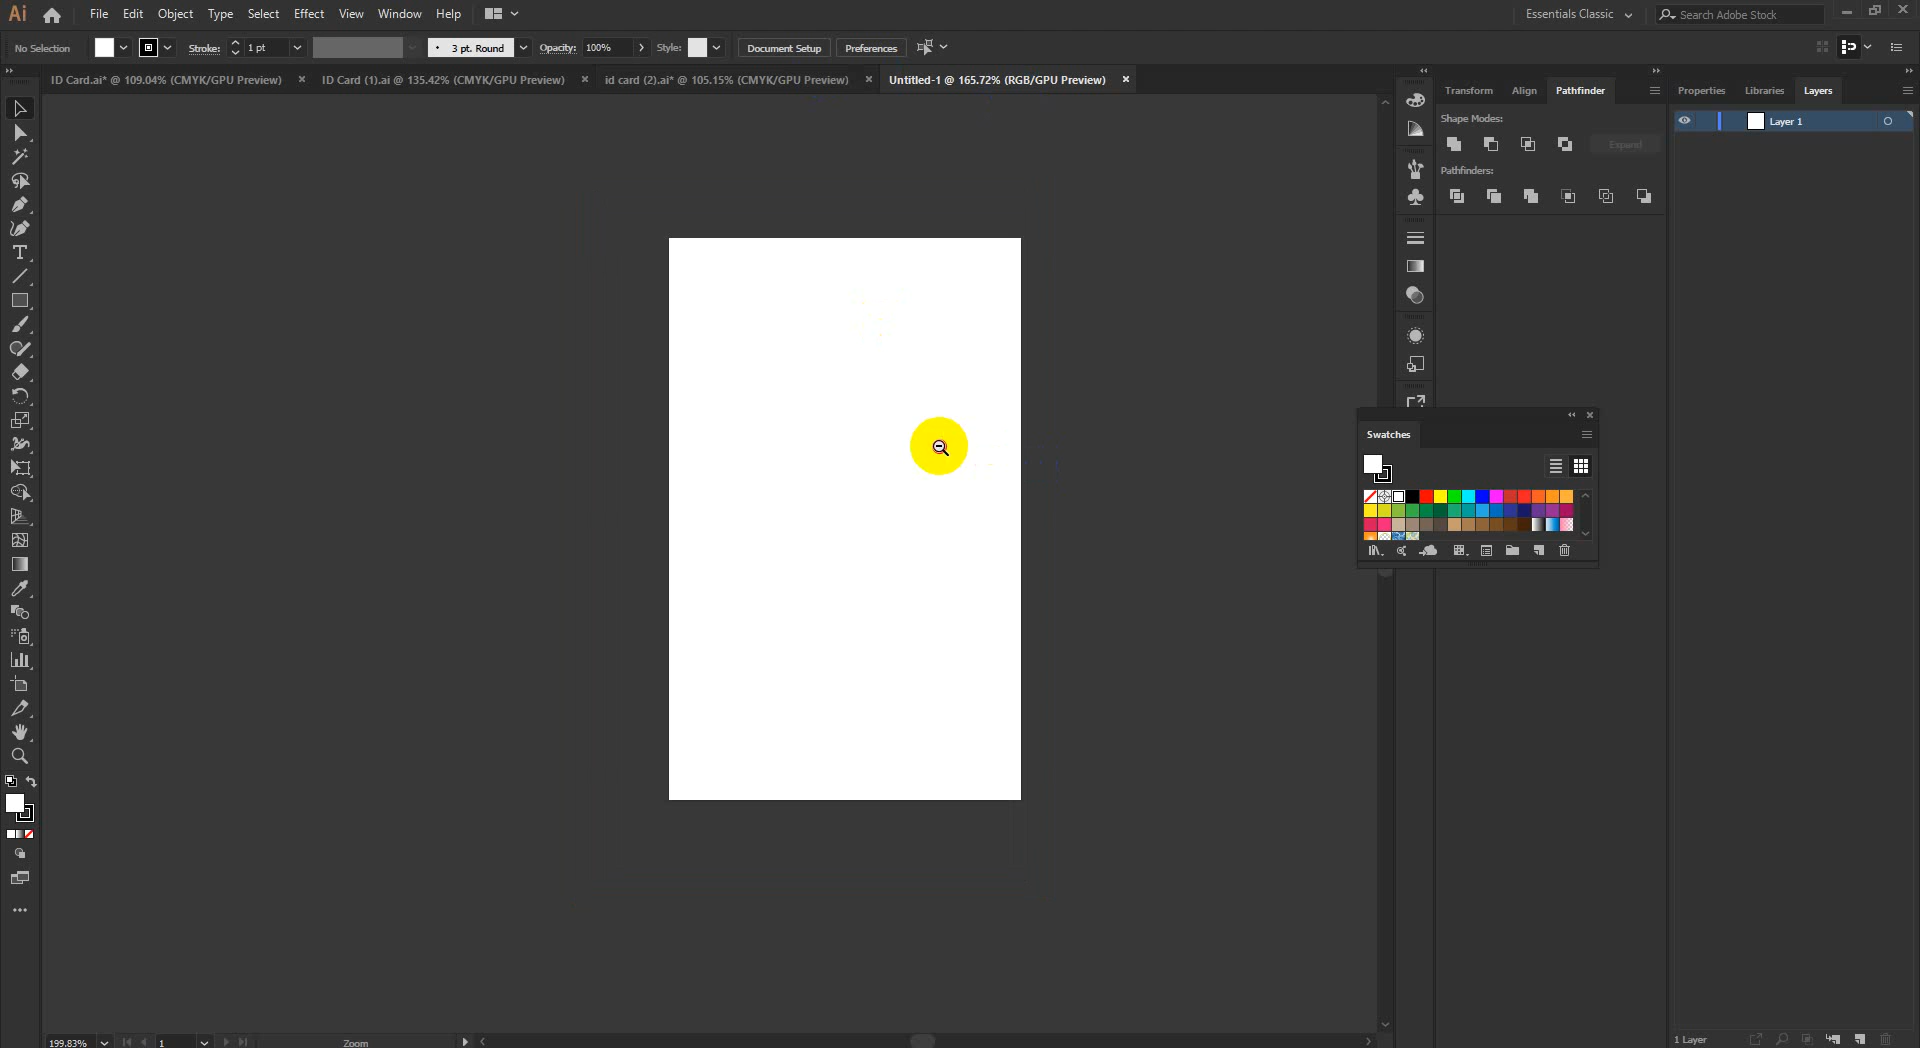 Ai File Edit Object Type Select Effect View Window Help Essentials Classic Search Adobe Stock
No Selection Stroke: 1 pt 3 pt. Round Opacity: 100% Style: Document Setup Preferences
ID Card.ai* @ 109.04% (CMYK/GPU Preview) ID Card (1).ai @ 135.42% (CMYK/GPU Preview) id card (2).ai* @ 105.15% (CMYK/GPU Preview) Untitled-1 @ 165.72% (RGB/GPU Preview)
Transform Align Pathfinder Properties Libraries Layers
Shape Modes: Layer 1
Expand
Pathfinders:
Swatches
199.83% 1 Zoom 1 Layer